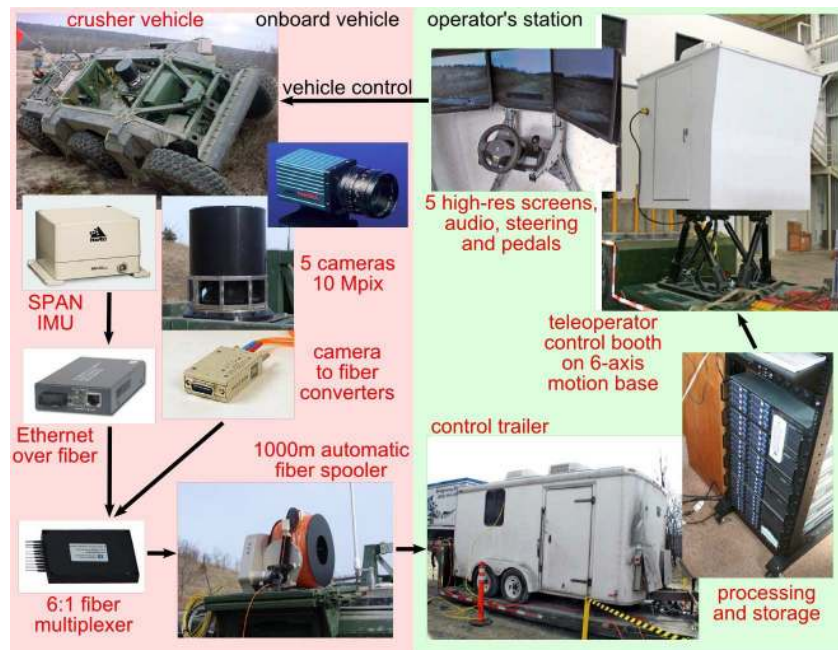 crusher vehicle
onboard vehicle
operator's station
vehicle control
5 high-res screens,
audio, steering
and pedals
5 cameras
10 Mpix
SPAN
IMU
camera
to fiber
converters
teleoperator
control booth
on 6-axis
motion base
Ethernet
over fiber
1000m automatic
fiber spooler
control trailer
6:1 fiber
multiplexer
processing
and storage